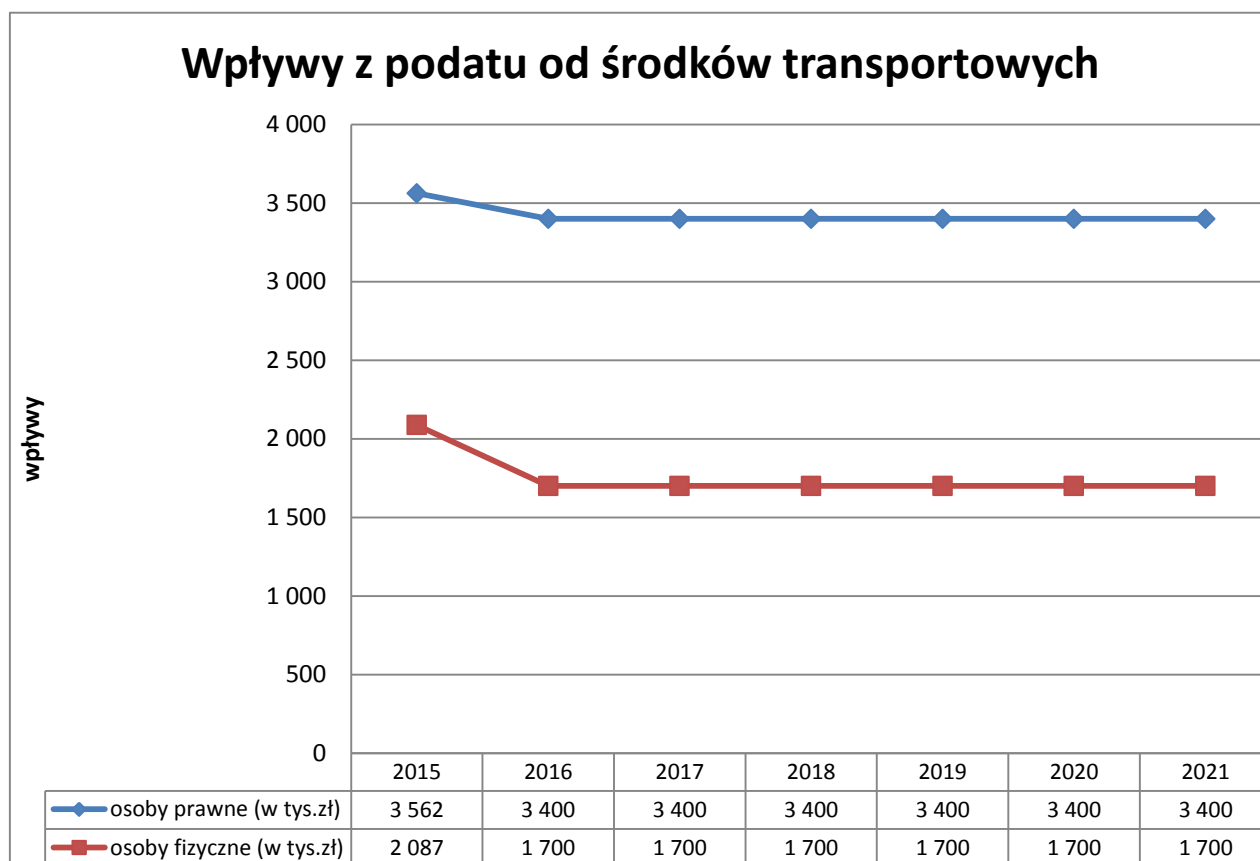 Wpływy z podatu od środków transportowych
4 000
3 500
3 000
2 500
2 000
1 500
1 000
500
0
wpływy
2015 2016 2017 2018 2019 2020 2021
osoby prawne (w tys.zł) 3 562 3 400 3 400 3 400 3 400 3 400 3 400
osoby fizyczne (w tys.zł) 2 087 1 700 1 700 1 700 1 700 1 700 1 700